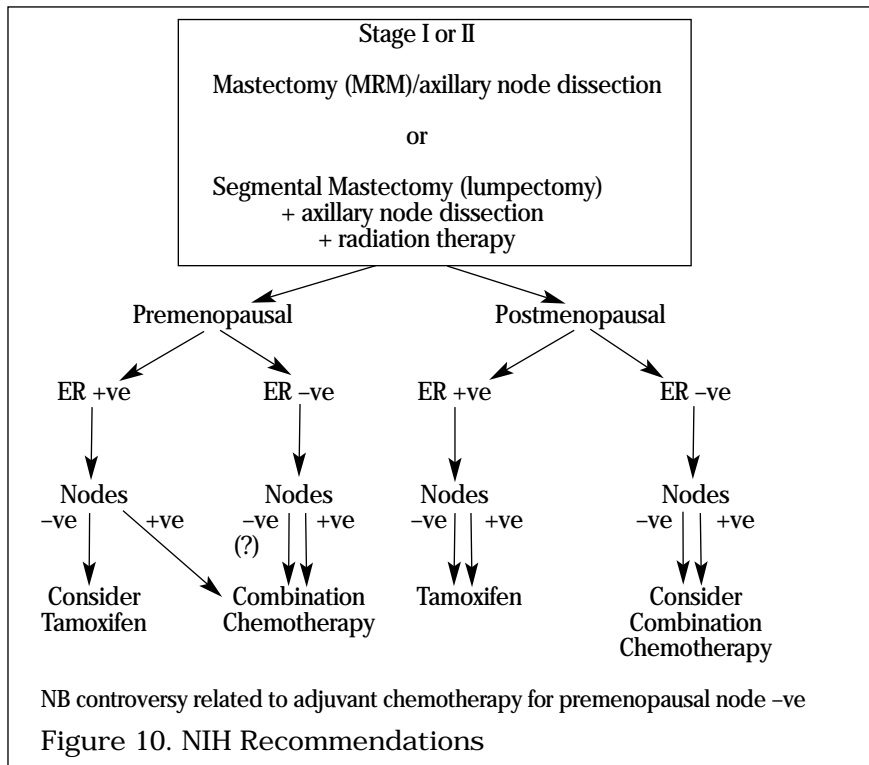 Stage I or II
Mastectomy (MRM)/axillary node dissection
or
Segmental Mastectomy (lumpectomy)
+ axillary node dissection
+ radiation therapy
Premenopausal Postmenopausal
ER +ve ER –ve ER +ve ER –ve
Nodes Nodes Nodes Nodes
–ve +ve –ve +ve –ve +ve –ve +ve
(?)
Consider Combination Tamoxifen Consider
Tamoxifen Chemotherapy Combination
Chemotherapy
NB controversy related to adjuvant chemotherapy for premenopausal node –ve
Figure 10. NIH Recommendations